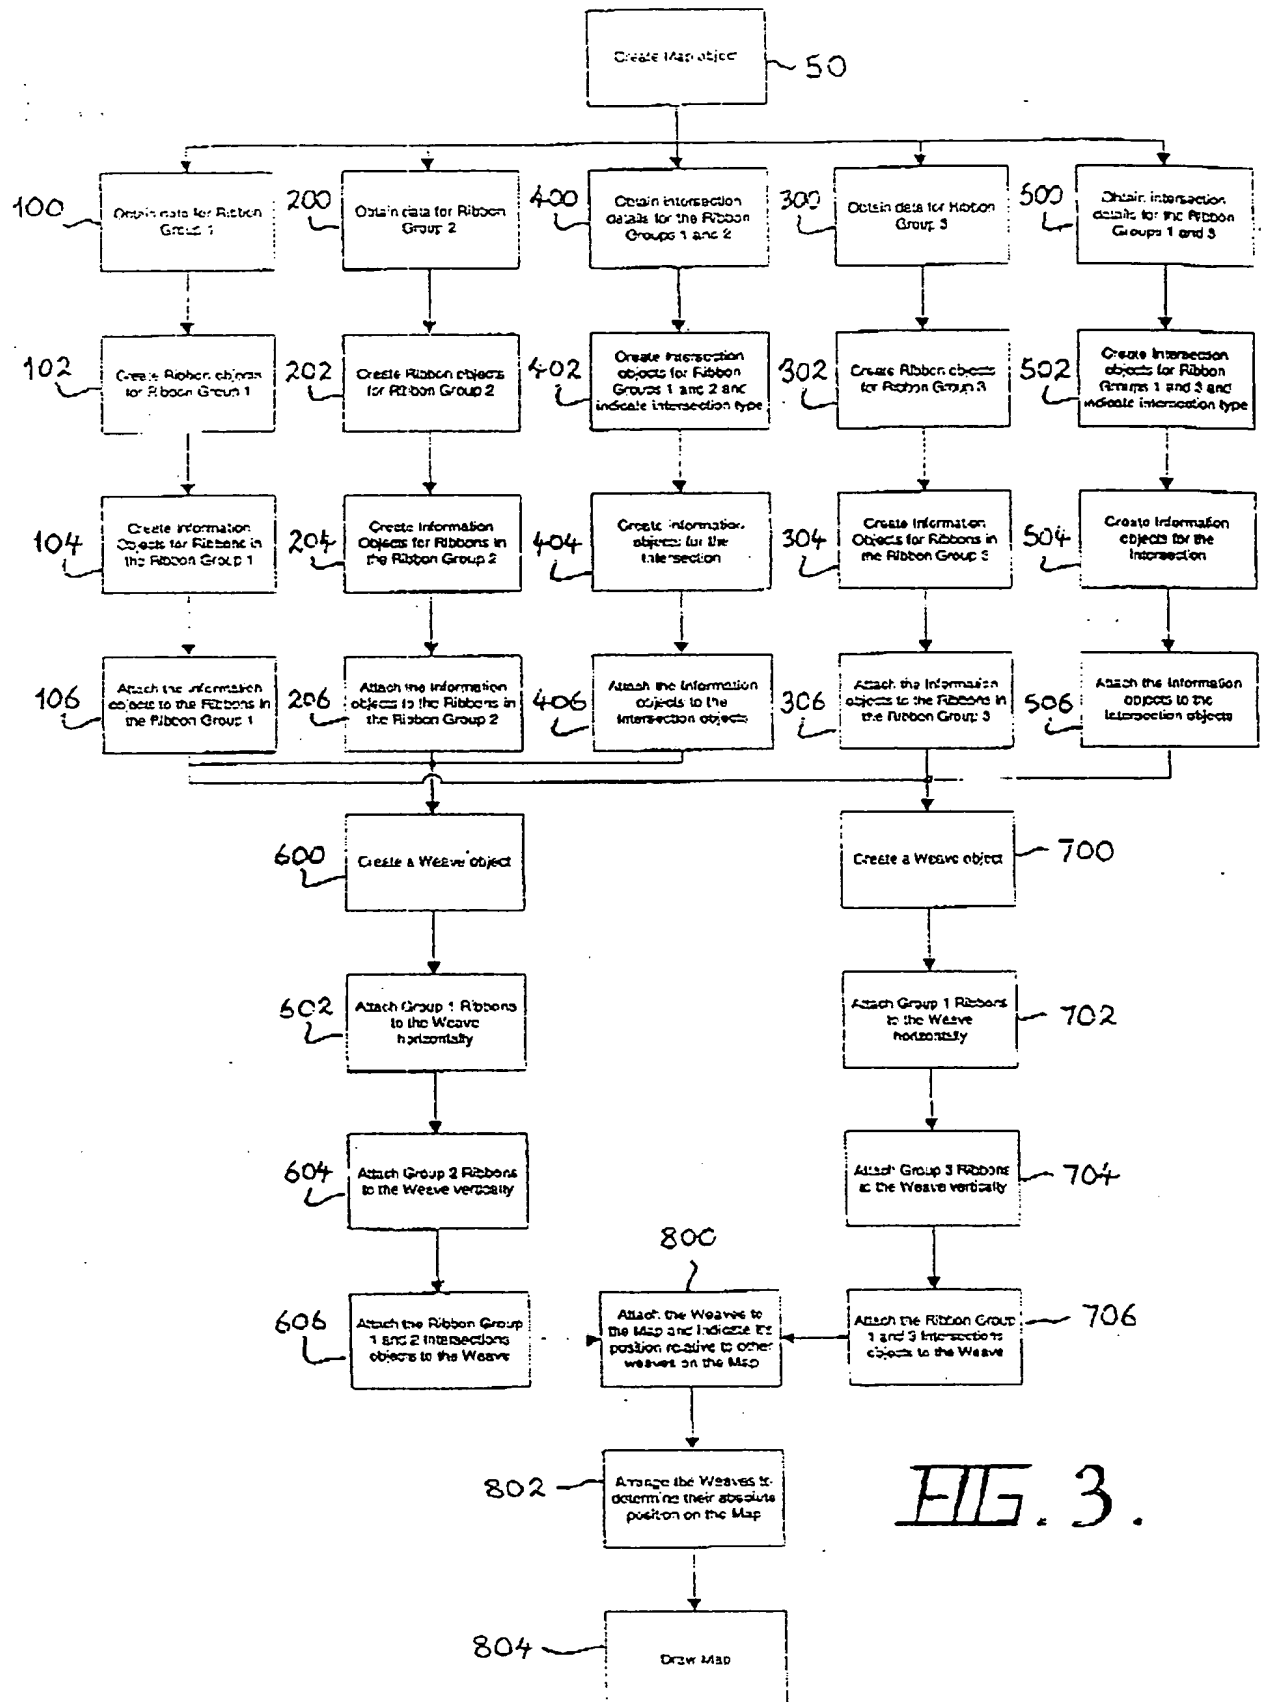 Create Map object
50
100
Obtain data for Ribbon
Group 1
200
Obtain data for Ribbon
Group 2
400
Obtain intersection
details for the Ribbon
Groups 1 and 2
300
Obtain data for Ribbon
Group 3
500
Obtain intersection
details for the Ribbon
Groups 1 and 3
102
Create Ribbon objects
for Ribbon Group 1
202
Create Ribbon objects
for Ribbon Group 2
402
Create Intersection
objects for Ribbon
Groups 1 and 2 and
indicate intersection type
302
Create Ribbon objects
for Ribbon Group 3
502
Create Intersection
objects for Ribbon
Groups 1 and 3 and
indicate intersection type
104
Create Information
Objects for Ribbons in
the Ribbon Group 1
204
Create Information
Objects for Ribbons in
the Ribbon Group 2
404
Create Information
objects for the
Intersection
304
Create Information
Objects for Ribbons in
the Ribbon Group 3
504
Create Information
objects for the
Intersection
106
Attach the Information
objects to the Ribbons in
the Ribbon Group 1
206
Attach the Information
objects to the Ribbons in
the Ribbon Group 2
406
Attach the Information
objects to the
Intersection objects
306
Attach the Information
objects to the Ribbons in
the Ribbon Group 3
506
Attach the Information
objects to the
Intersection objects
600
Create a Weave object
700
Create a Weave object
602
Attach Group 1 Ribbons
to the Weave
horizontally
702
Attach Group 1 Ribbons
to the Weave
horizontally
604
Attach Group 2 Ribbons
to the Weave vertically
704
Attach Group 3 Ribbons
to the Weave vertically
606
Attach the Ribbon Group
1 and 2 Intersections
objects to the Weave
800
Attach the Weaves to
the Map and indicate its
position relative to other
weaves on the Map
706
Attach the Ribbon Group
1 and 3 Intersections
objects to the Weave
802
Arrange the Weaves to
determine their absolute
position on the Map
804
Draw Map
FIG. 3.